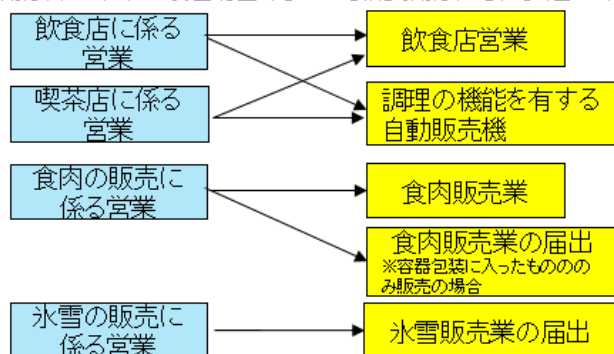 飲食店に係る
営業
飲食店営業
喫茶店に係る
営業
調理の機能を有する
自動販売機
食肉の販売に
係る営業
食肉販売業
食肉販売業の届出
※容器包装に入ったもののの
み販売の場合
氷雪の販売に
係る営業
氷雪販売業の届出